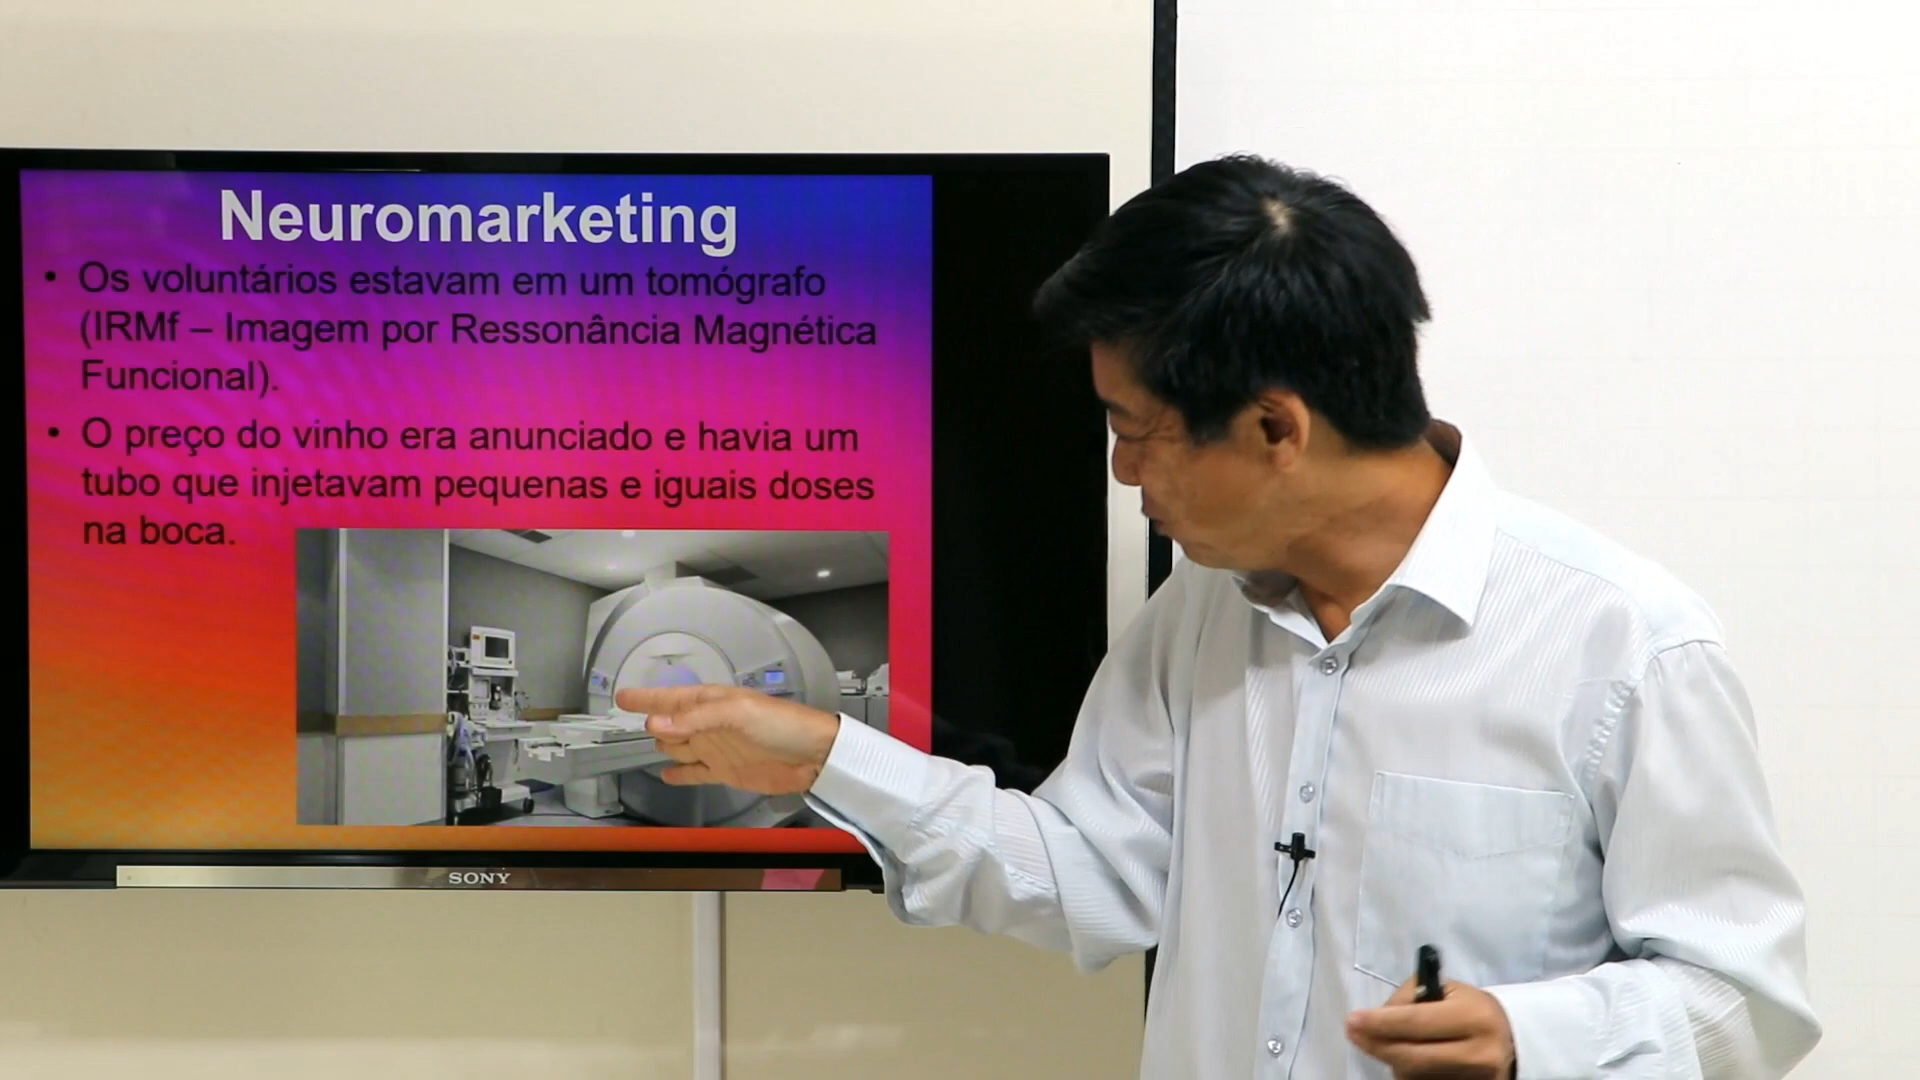 Neuromarketing
• Os voluntários estavam em um tomógrafo
(IRMf – Imagem por Ressonância Magnética
Funcional).
• O preço do vinho era anunciado e havia um
tubo que injetavam pequenas e iguais doses
na boca.
SONY